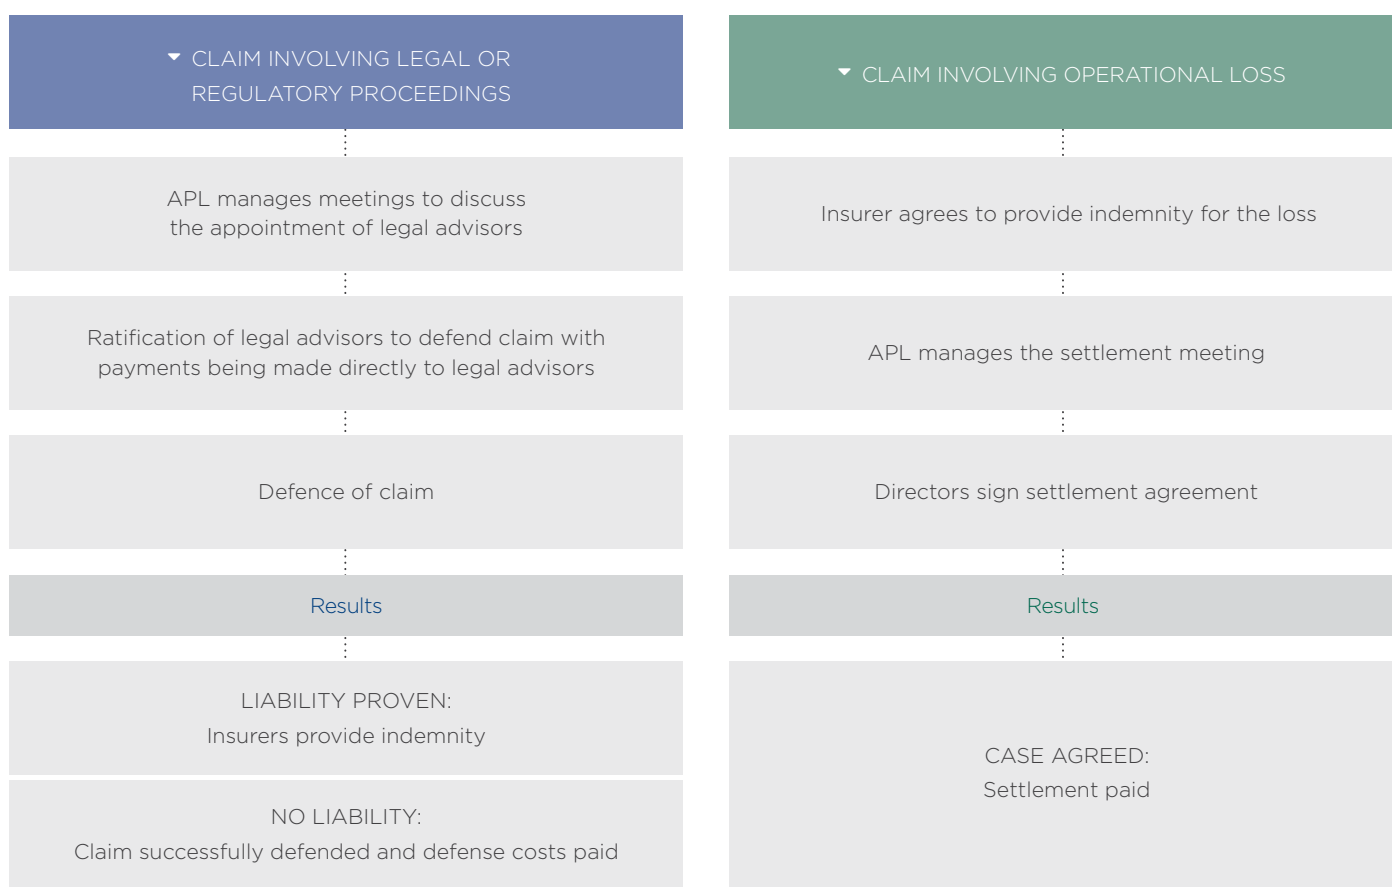 CLAIM INVOLVING LEGAL OR
REGULATORY PROCEEDINGS
APL manages meetings to discuss
the appointment of legal advisors
Ratification of legal advisors to defend claim with
payments being made directly to legal advisors
Defence of claim
Results
LIABILITY PROVEN:
Insurers provide indemnity
NO LIABILITY:
Claim successfully defended and defense costs paid
CLAIM INVOLVING OPERATIONAL LOSS
Insurer agrees to provide indemnity for the loss
APL manages the settlement meeting
Directors sign settlement agreement
Results
CASE AGREED:
Settlement paid